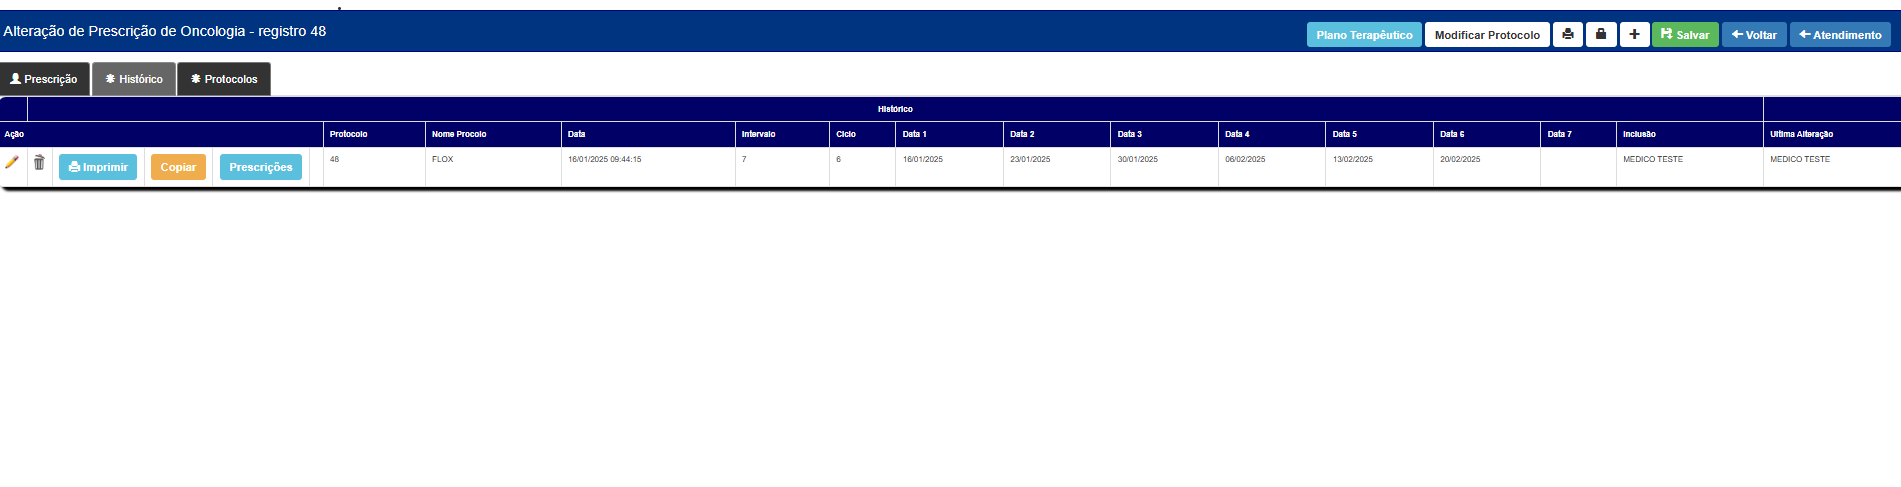 Alteração de Prescrição de Oncologia - registro 48
Plano Terapêutico Modificar Protocolo Salvar Voltar Atendimento
Prescrição Histórico Protocolos
Histórico
Ação Protocolo Nome Procolo Data Intervalo Ciclo Data 1 Data 2 Data 3 Data 4 Data 5 Data 6 Data 7 Inclusão Ultima Alteração
Imprimir Copiar Prescrições 48 FLOX 16/01/2025 09:44:15 7 6 16/01/2025 23/01/2025 30/01/2025 06/02/2025 13/02/2025 20/02/2025 MEDICO TESTE MEDICO TESTE